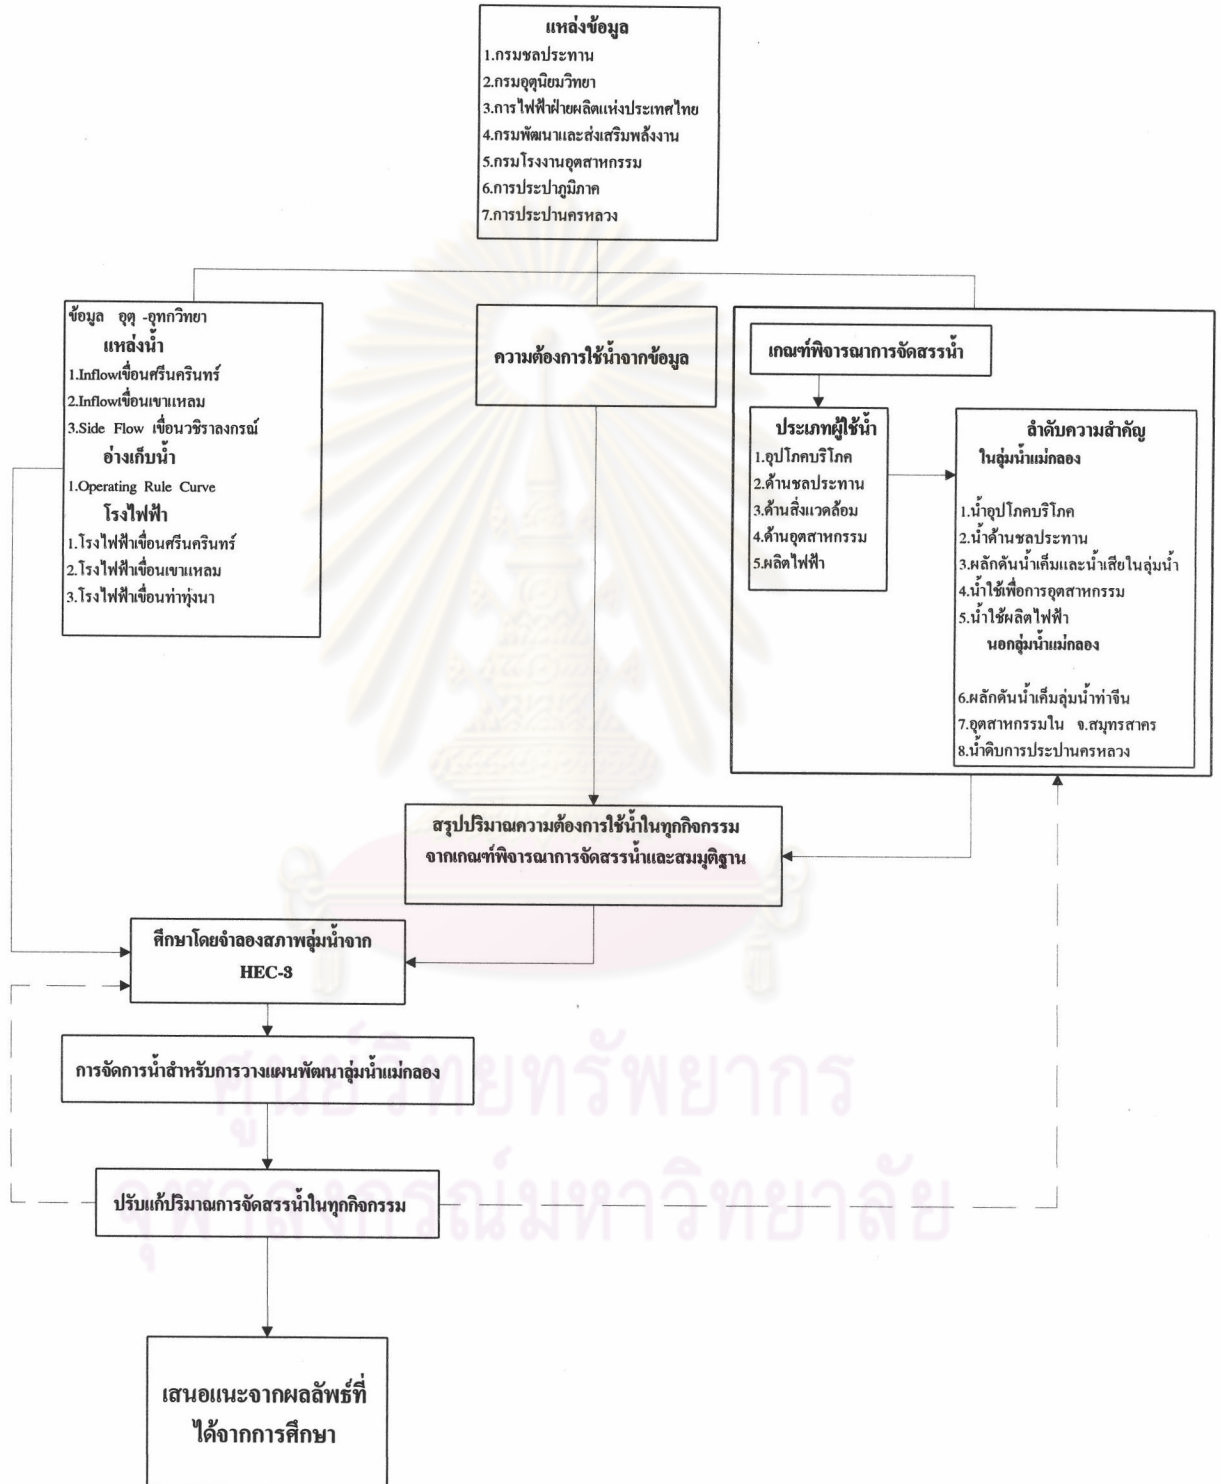 แหล่งข้อมูล
1.กรมชลประทาน
2.กรมอุตุนิยมวิทยา
3.การไฟฟ้าฝ่ายผลิตแห่งประเทศไทย
4.กรมพัฒนาและส่งเสริมพลังงาน
5.กรมโรงงานอุตสาหกรรม
6.การประปาภูมิภาค
7.การประปานครหลวง
ข้อมูล อุตุ -อุทกวิทยา
แหล่งน้ำ
1.Inflowเขื่อนศรีนครินทร์
2.Inflowเขื่อนเขาแหลม
3.Side Flow เขื่อนวชิราลงกรณ์
อ่างเก็บน้ำ
1.Operating Rule Curve
โรงไฟฟ้า
1.โรงไฟฟ้าเขื่อนศรีนครินทร์
2.โรงไฟฟ้าเขื่อนเขาแหลม
3.โรงไฟฟ้าเขื่อนท่าทุ่งนา
ความต้องการใช้น้ำจากข้อมูล
เกณฑ์พิจารณาการจัดสรรน้ำ
ประเภทผู้ใช้น้ำ
1.อุปโภคบริโภค
2.ด้านชลประทาน
3.ด้านสิ่งแวดล้อม
4.ด้านอุตสาหกรรม
5.ผลิตไฟฟ้า
ลำดับความสำคัญ
ในลุ่มน้ำแม่กลอง
1.น้ำอุปโภคบริโภค
2.น้ำด้านชลประทาน
3.ผลักดันน้ำเค็มและน้ำเสียในลุ่มน้ำ
4.น้ำใช้เพื่อการอุตสาหกรรม
5.น้ำใช้ผลิตไฟฟ้า
นอกลุ่มน้ำแม่กลอง
6.ผลักดันน้ำเค็มลุ่มน้ำท่าจีน
7.อุตสาหกรรมใน จ.สมุทรสาคร
8.น้ำดิบการประปานครหลวง
สรุปปริมาณความต้องการใช้น้ำในทุกกิจกรรม
จากเกณฑ์พิจารณาการจัดสรรน้ำและสมมุติฐาน
ศึกษาโดยจำลองสภาพลุ่มน้ำจาก
HEC-3
การจัดการน้ำสำหรับการวางแผนพัฒนาลุ่มน้ำแม่กลอง
ปรับแก้ปริมาณการจัดสรรน้ำในทุกกิจกรรม
เสนอแนะจากผลลัพธ์ที่
ได้จากการศึกษา
ศูนย์วิทยทรัพยากร
จุฬาลงกรณ์มหาวิทยาลัย